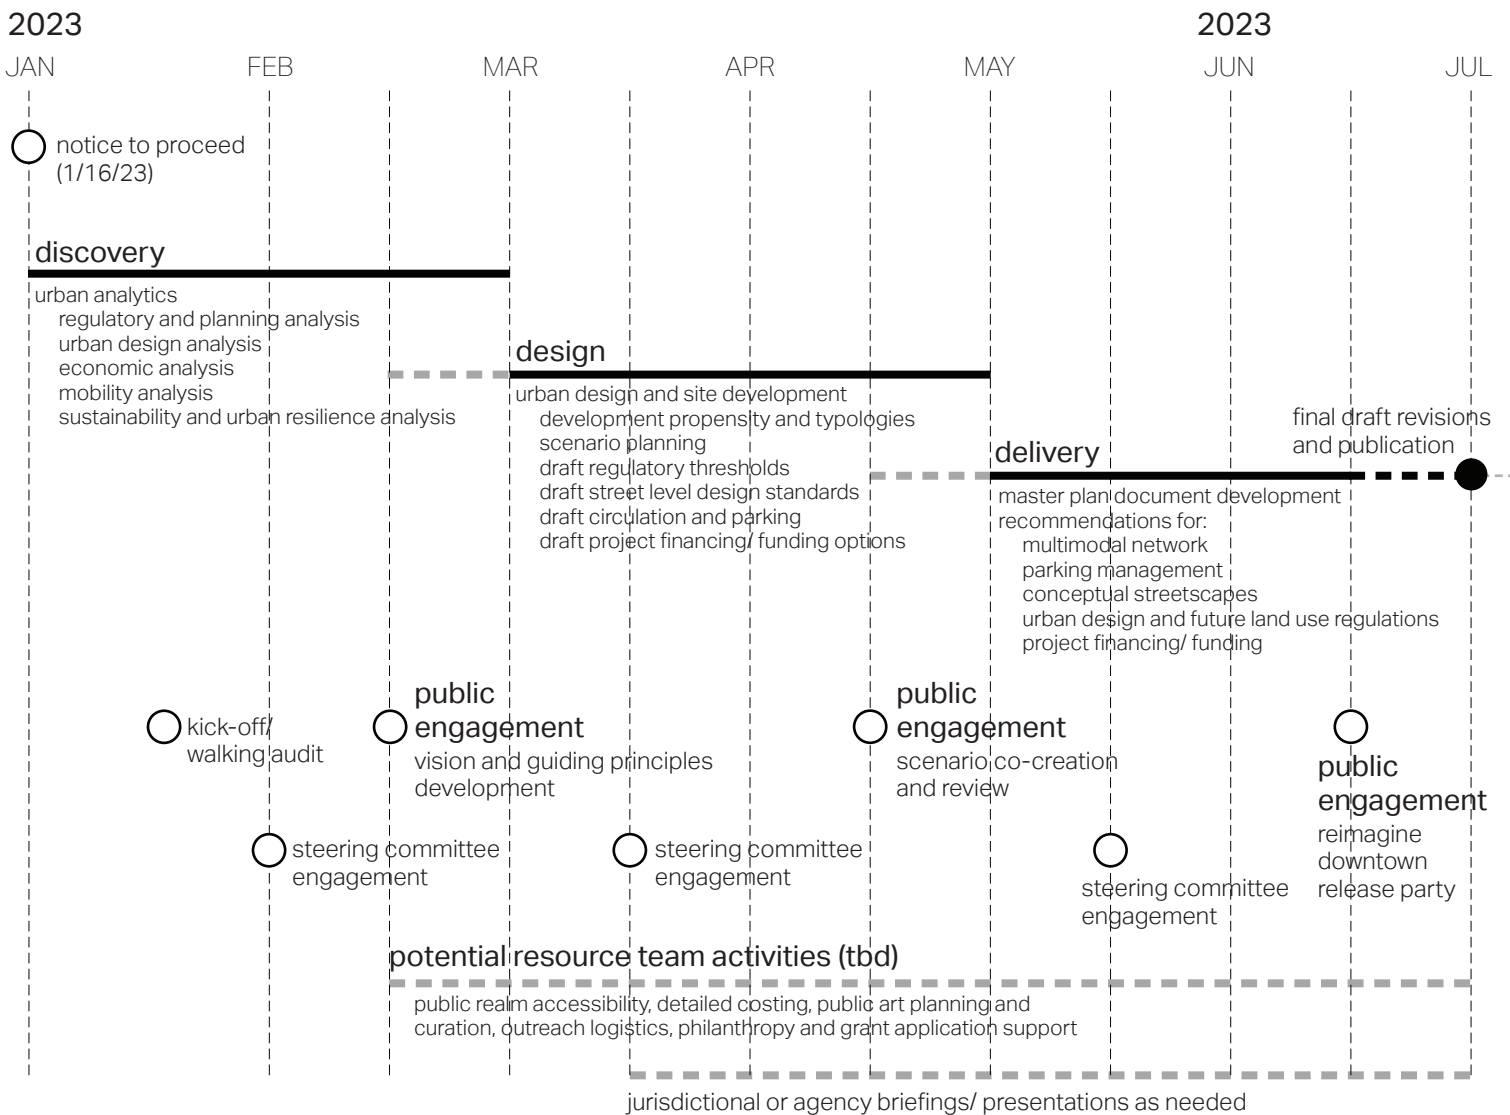 2023 2023
JAN FEB MAR APR MAY JUN JUL
notice to proceed
(1/16/23)
discovery
urban analytics
regulatory and planning analysis
urban design analysis
economic analysis
mobility analysis
sustainability and urban resilience analysis
design
urban design and site development
development propensity and typologies
scenario planning
draft regulatory thresholds
draft street level design standards
draft circulation and parking
draft project financing/ funding options
final draft revisions
and publication
delivery
master plan document development
recommendations for:
multimodal network
parking management
conceptual streetscapes
urban design and future land use regulations
project financing/ funding
kick-off/
walking audit
public
engagement
vision and guiding principles
development
public
engagement
scenario co-creation
and review
public
engagement
reimagine
downtown
release party
steering committee
engagement
steering committee
engagement
steering committee
engagement
potential resource team activities (tbd)
public realm accessibility, detailed costing, public art planning and
curation, outreach logistics, philanthropy and grant application support
jurisdictional or agency briefings/ presentations as needed